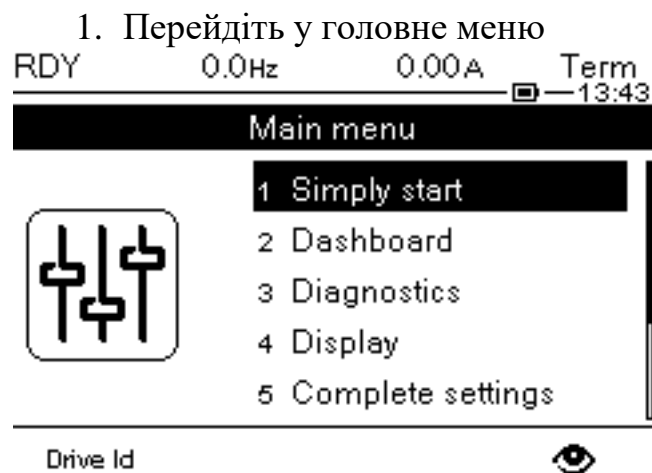 1. Перейдіть у головне меню
RDY 0.0Hz 0.00A Term
13:43
Main menu
1 Simply start
2 Dashboard
3 Diagnostics
4 Display
5 Complete settings
Drive Id